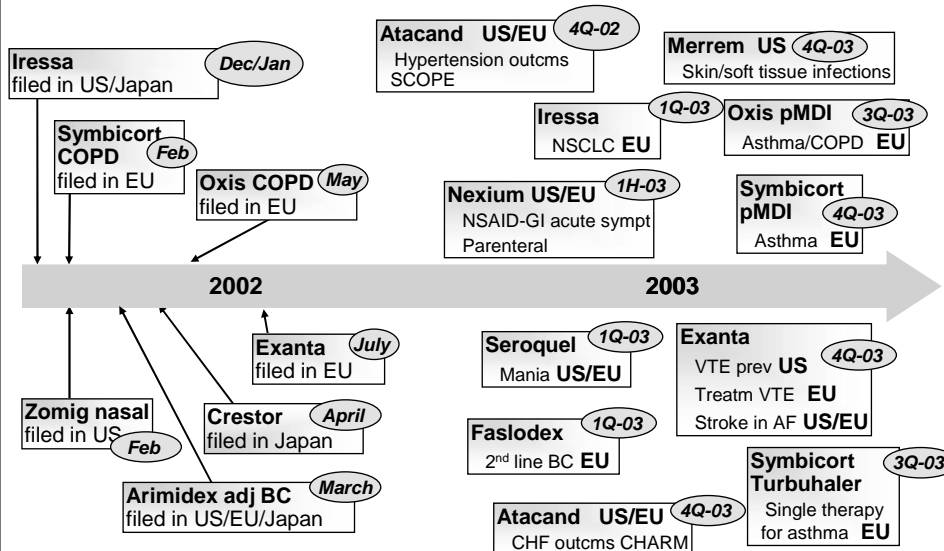 Iressa
filed in US/Japan
Dec/Jan
Atacand US/EU
4Q-02
Hypertension outcms
SCOPE
Merrem US
4Q-03
Skin/soft tissue infections
Symbicort
COPD
Feb
filed in EU
Iressa
1Q-03
NSCLC EU
Oxis pMDI
3Q-03
Asthma/COPD EU
Oxis COPD
May
filed in EU
Nexium US/EU
1H-03
NSAID-GI acute sympt
Parenteral
Symbicort
pMDI
4Q-03
Asthma EU
2002
2003
Exanta
July
filed in EU
Seroquel
1Q-03
Mania US/EU
Exanta
4Q-03
VTE prev US
Treatm VTE EU
Stroke in AF US/EU
Zomig nasal
filed in US
Feb
Crestor
April
filed in Japan
Faslodex
1Q-03
2nd line BC EU
Arimidex adj BC
March
filed in US/EU/Japan
Symbicort
Turbuhaler
3Q-03
Single therapy
for asthma EU
Atacand US/EU
4Q-03
CHF outcms CHARM